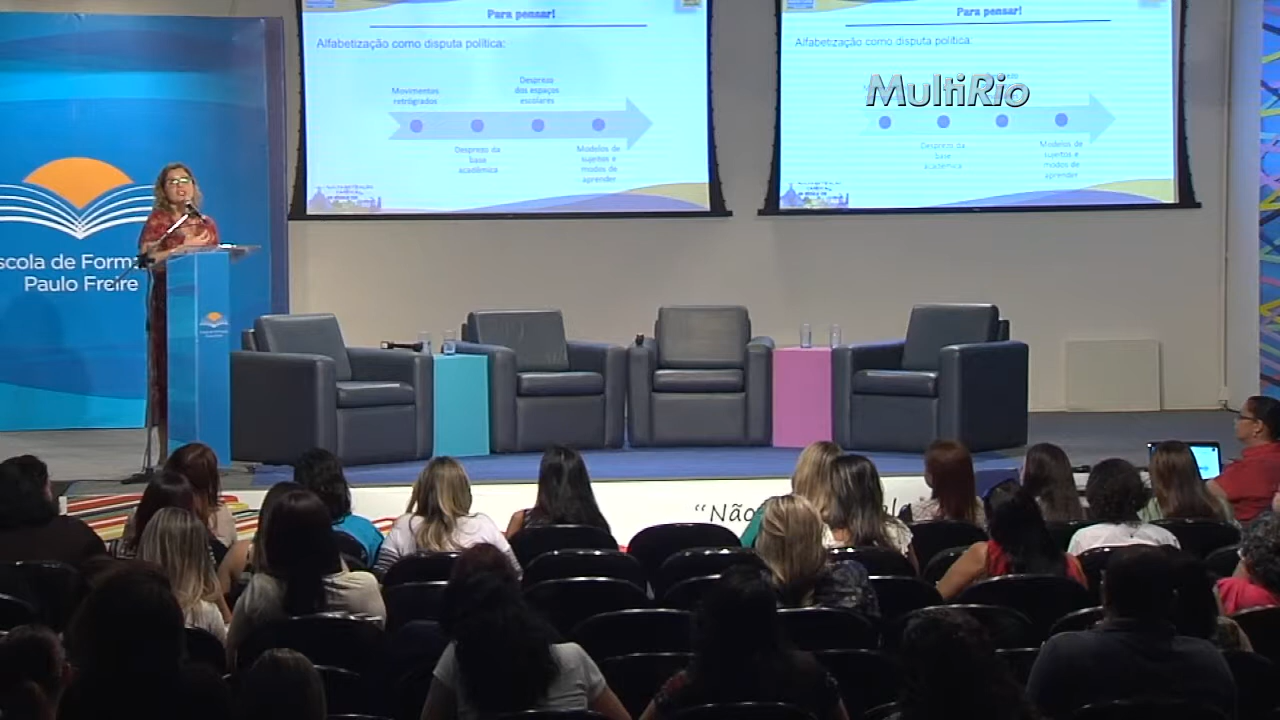 Para pensar!
Alfabetização como disputa política:
Movimentos
retrógrados
Desprezo
dos espaços
escolares
Desprezo da
base
acadêmica
Modelos de
sujeitos e
modos de
aprender
Para pensar!
Alfabetização como disputa política:
MultiRio
Desprezo da
base
acadêmica
Modelos de
sujeitos e
modos de
aprender
scola de Forma
Paulo Freire
“Não